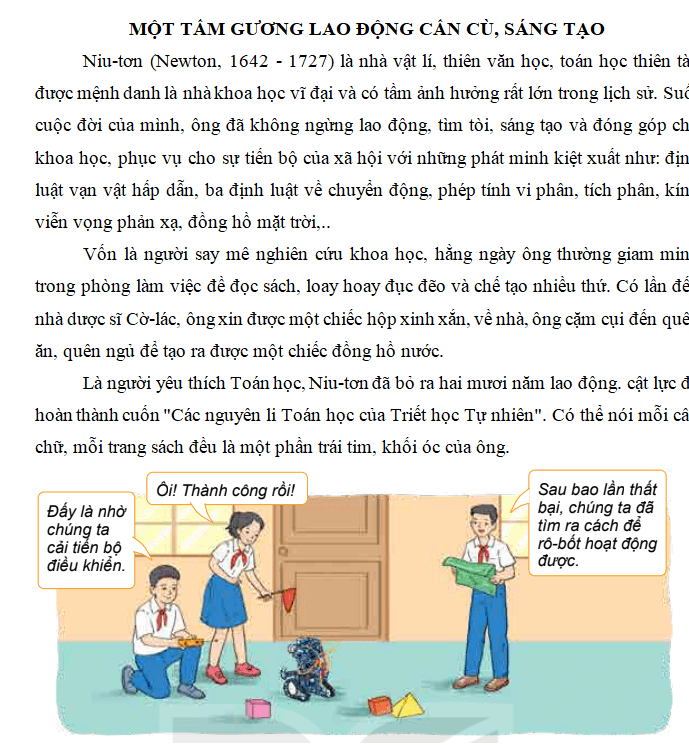 MỘT TẤM GƯƠNG LAO ĐỘNG CẦN CÙ, SÁNG TẠO
Niu-tơn (Newton, 1642 - 1727) là nhà vật lí, thiên văn học, toán học thiên tà
được mệnh danh là nhà khoa học vĩ đại và có tầm ảnh hưởng rất lớn trong lịch sử. Suố
cuộc đời của mình, ông đã không ngừng lao động, tìm tòi, sáng tạo và đóng góp ch
khoa học, phục vụ cho sự tiến bộ của xã hội với những phát minh kiệt xuất như: địn
luật vạn vật hấp dẫn, ba định luật về chuyển động, phép tính vi phân, tích phân, kín
viễn vọng phản xạ, đồng hồ mặt trời,..
Vốn là người say mê nghiên cứu khoa học, hằng ngày ông thường giam mìn
trong phòng làm việc để đọc sách, loay hoay đục đẽo và chế tạo nhiều thứ. Có lần đế
nhà dược sĩ Cờ-lác, ông xin được một chiếc hộp xinh xắn, về nhà, ông cặm cụi đến quê
ăn, quên ngủ để tạo ra được một chiếc đồng hồ nước.
Là người yêu thích Toán học, Niu-tơn đã bỏ ra hai mươi năm lao động. cật lực đ
hoàn thành cuốn "Các nguyên lí Toán học của Triết học Tự nhiên". Có thể nói mỗi câ
chữ, mỗi trang sách đều là một phần trái tim, khối óc của ông.
Đấy là nhờ
chúng ta
cải tiến bộ
điều khiển.
Ôi! Thành công rồi!
Sau bao lần thất
bại, chúng ta đã
tìm ra cách để
rô-bốt hoạt động
được.